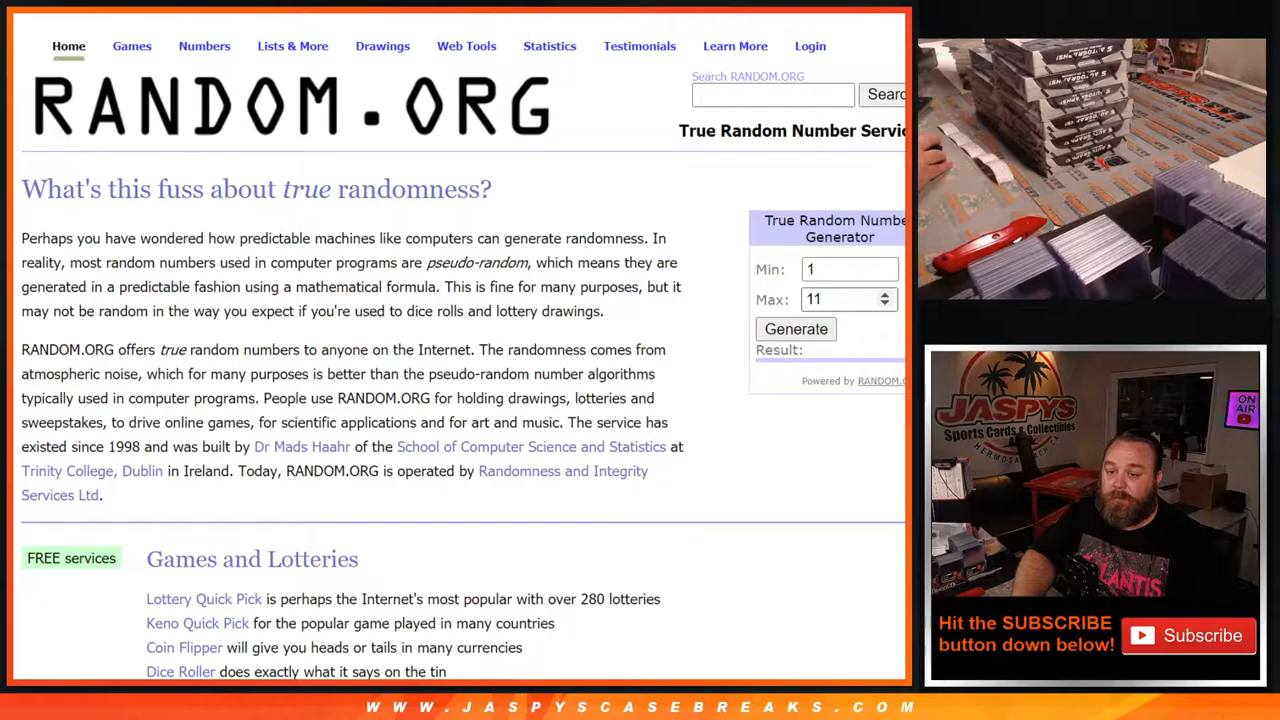 Home Games Numbers Lists & More Drawings Web Tools Statistics Testimonials Learn More Login
RANDOM.ORG
Search RANDOM.ORG
Searc
True Random Number Servic
What's this fuss about true randomness?
Perhaps you have wondered how predictable machines like computers can generate randomness. In
reality, most random numbers used in computer programs are pseudo-random, which means they are
generated in a predictable fashion using a mathematical formula. This is fine for many purposes, but it
may not be random in the way you expect if you're used to dice rolls and lottery drawings.
RANDOM.ORG offers true random numbers to anyone on the Internet. The randomness comes from
atmospheric noise, which for many purposes is better than the pseudo-random number algorithms
typically used in computer programs. People use RANDOM.ORG for holding drawings, lotteries and
sweepstakes, to drive online games, for scientific applications and for art and music. The service has
existed since 1998 and was built by Dr Mads Haahr of the School of Computer Science and Statistics at
Trinity College, Dublin in Ireland. Today, RANDOM.ORG is operated by Randomness and Integrity
Services Ltd.
True Random Numbe
Generator
Min: 1
Max: 11
Generate
Result:
Powered by RANDOM.O
FREE services
Games and Lotteries
Lottery Quick Pick is perhaps the Internet's most popular with over 280 lotteries
Keno Quick Pick for the popular game played in many countries
Coin Flipper will give you heads or tails in many currencies
Dice Roller does exactly what it says on the tin
5 AUTOGRAPHS!
JASPYS
Sports Cards & Collectibles
HERMOSA BEACH, CA
ON
AIR
Hit the SUBSCRIBE
button down below!
Subscribe
WWW.JASPYSCASEBREAKS.COM